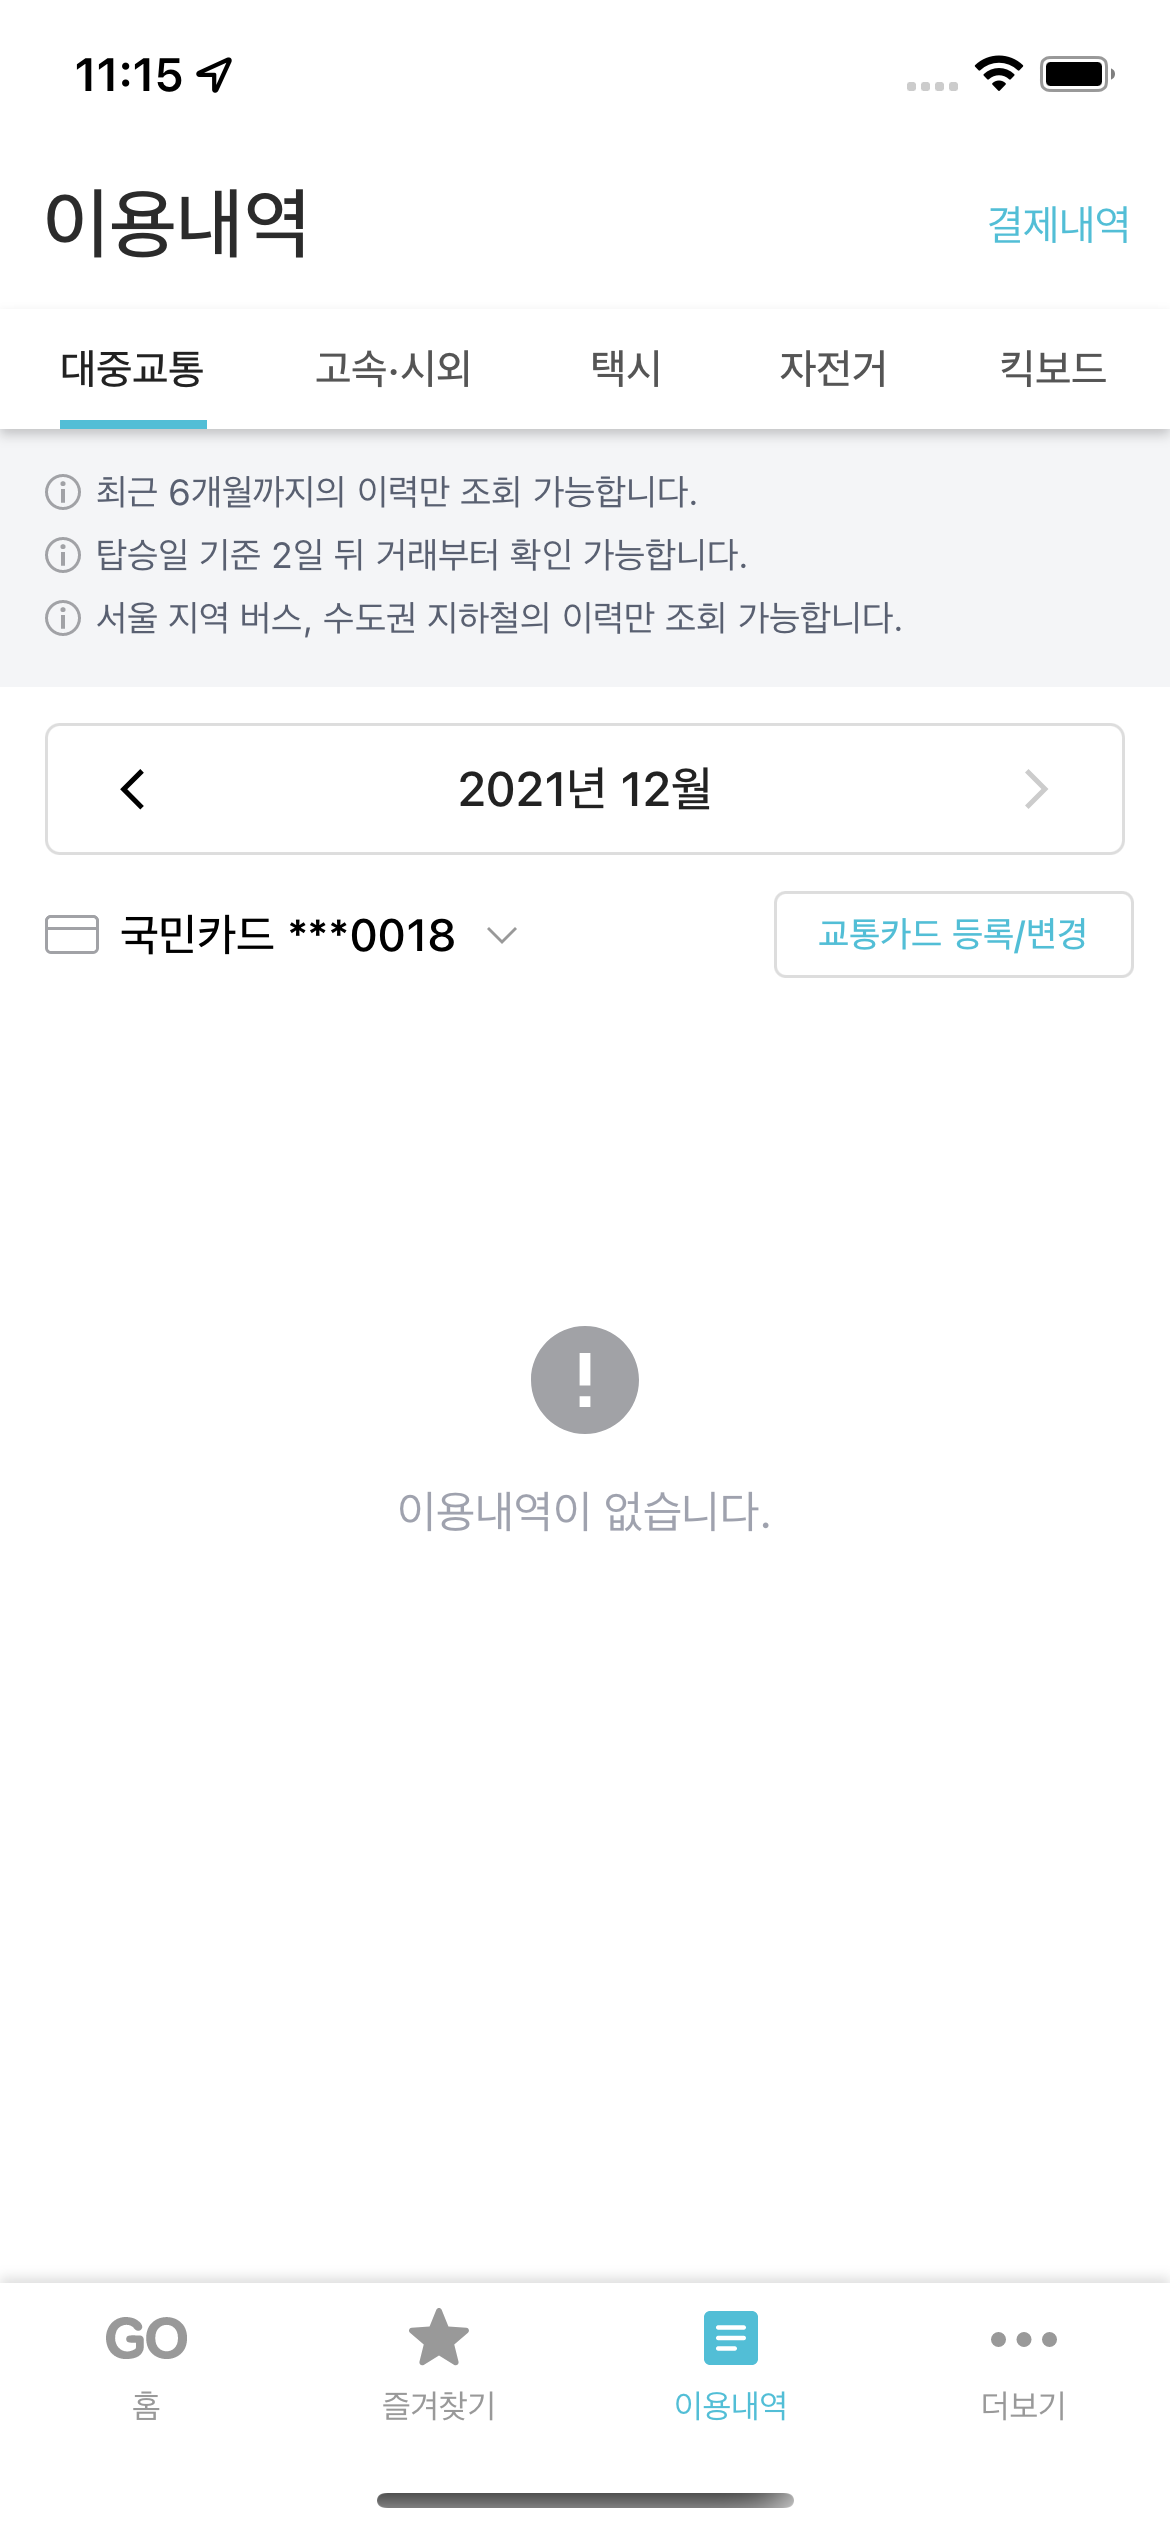 11:15
이용내역
결제내역
대중교통 고속·시외 택시 자전거 킥보드
최근 6개월까지의 이력만 조회 가능합니다.
탑승일 기준 2일 뒤 거래부터 확인 가능합니다.
서울 지역 버스, 수도권 지하철의 이력만 조회 가능합니다.
2021년 12월
국민카드 ***0018
교통카드 등록/변경
이용내역이 없습니다.
GO
홈 즐겨찾기 이용내역 더보기